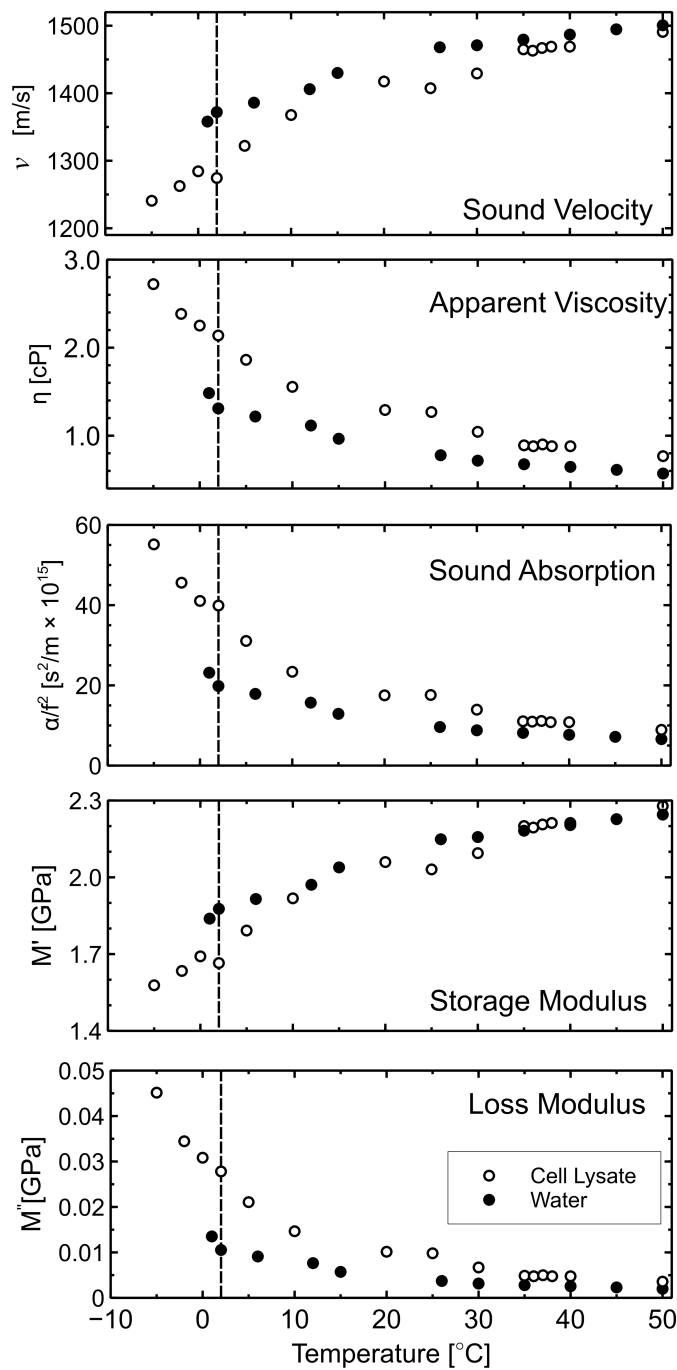 1500
1400
1300
1200
ν [m/s]
Sound Velocity
3.0
2.0
1.0
η [cP]
Apparent Viscosity
60
40
20
0
α/f² [s²/m × 10¹⁵]
Sound Absorption
2.3
2.0
1.7
1.4
M' [GPa]
Storage Modulus
0.05
0.04
0.03
0.02
0.01
0
M" [GPa]
Loss Modulus
Cell Lysate
Water
−10 0 10 20 30 40 50
Temperature [°C]